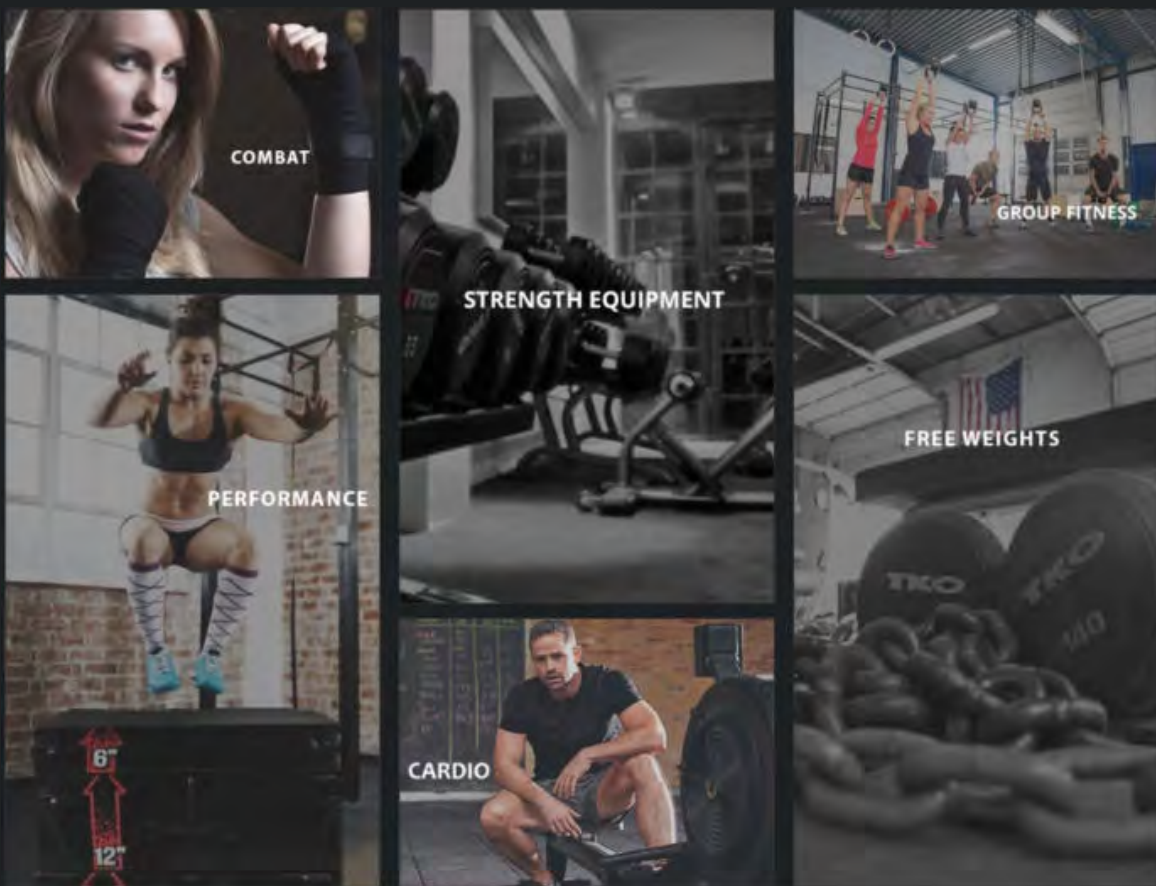 COMBAT
STRENGTH EQUIPMENT
GROUP FITNESS
PERFORMANCE
FREE WEIGHTS
CARDIO
TKO
TKO
140
6"
12"